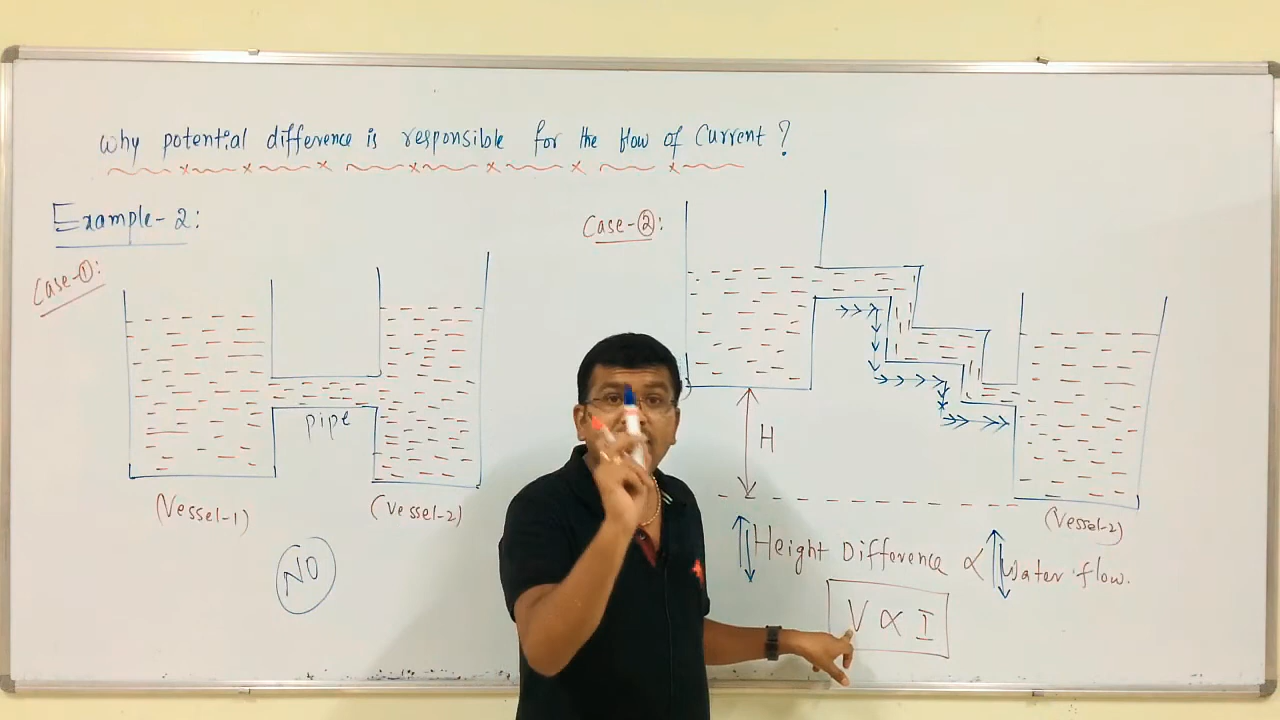 Why potential difference is responsible for the flow of Current ?
Example-2:
Case-①:
pipe
(Vessel-1)
(Vessel-2)
NO
Case-②:
H
(Vessel-2)
Height Difference ∝ Water flow.
V ∝ I